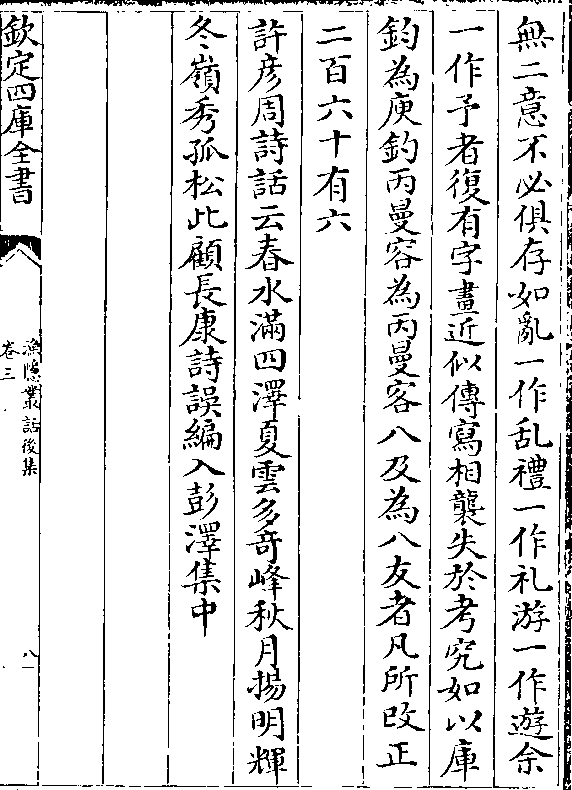 無二意不必俱存如亂一作乱禮一作礼游一作遊余
一作予者復有字畫近似傳寫相襲失於考究如以庫
鈞為庾鈞丙曼容為丙曼客八及為八友者凡所改正
二百六十有六
許彦周詩話云春水滿四澤夏雲多奇峰秋月揚明輝
冬嶺秀孤松此顧長康詩誤編入彭澤集中
欽定四庫全書
漁隱叢話後集
卷三
八